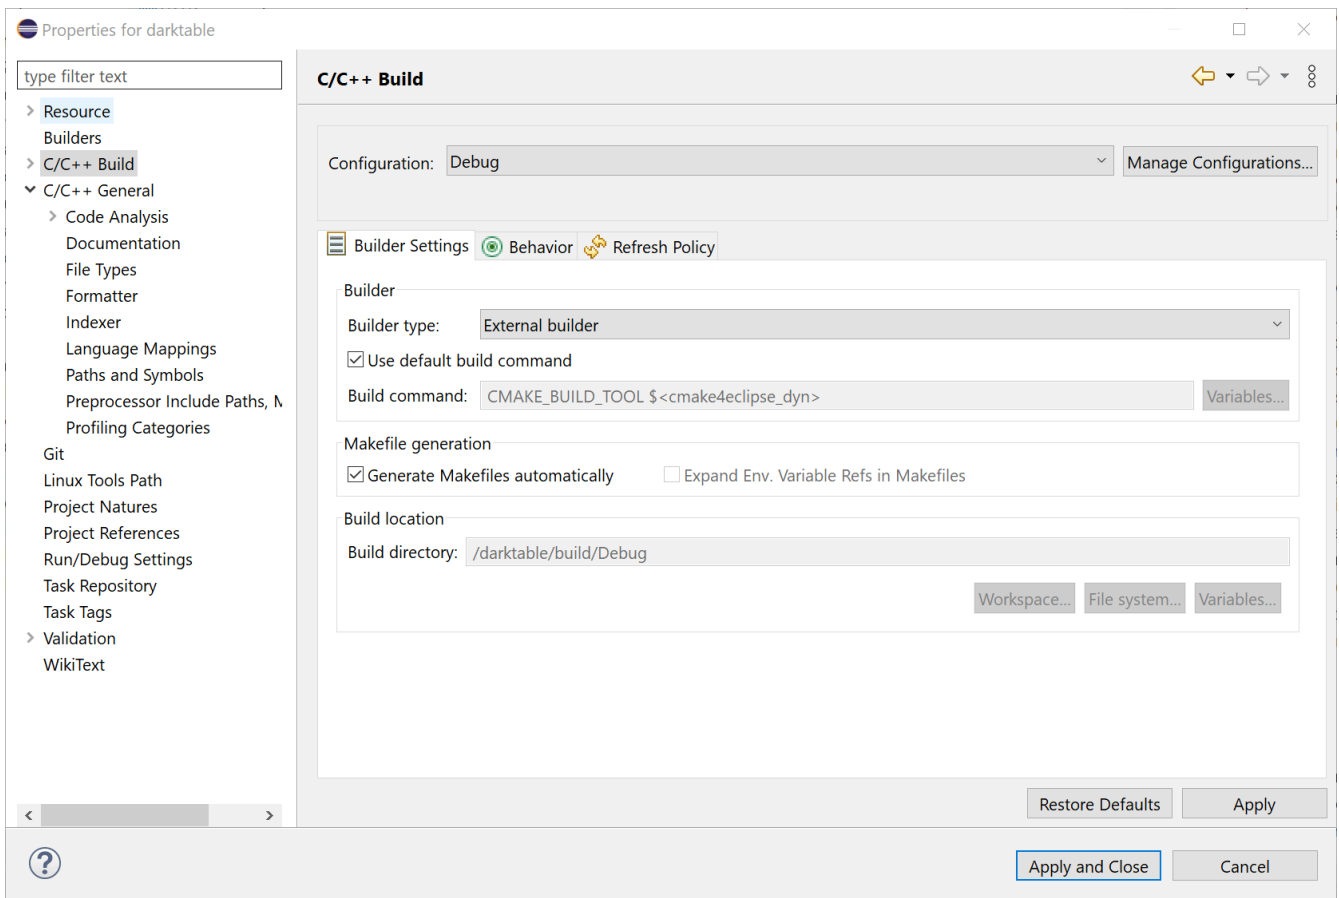 Properties for darktable
type filter text
Resource
Builders
C/C++ Build
C/C++ General
Code Analysis
Documentation
File Types
Formatter
Indexer
Language Mappings
Paths and Symbols
Preprocessor Include Paths, M
Profiling Categories
Git
Linux Tools Path
Project Natures
Project References
Run/Debug Settings
Task Repository
Task Tags
Validation
WikiText
C/C++ Build
Configuration: Debug Manage Configurations...
Builder Settings Behavior Refresh Policy
Builder
Builder type: External builder
Use default build command
Build command: CMAKE_BUILD_TOOL $<cmake4eclipse_dyn> Variables...
Makefile generation
Generate Makefiles automatically Expand Env. Variable Refs in Makefiles
Build location
Build directory: /darktable/build/Debug
Workspace... File system... Variables...
Restore Defaults Apply
? Apply and Close Cancel